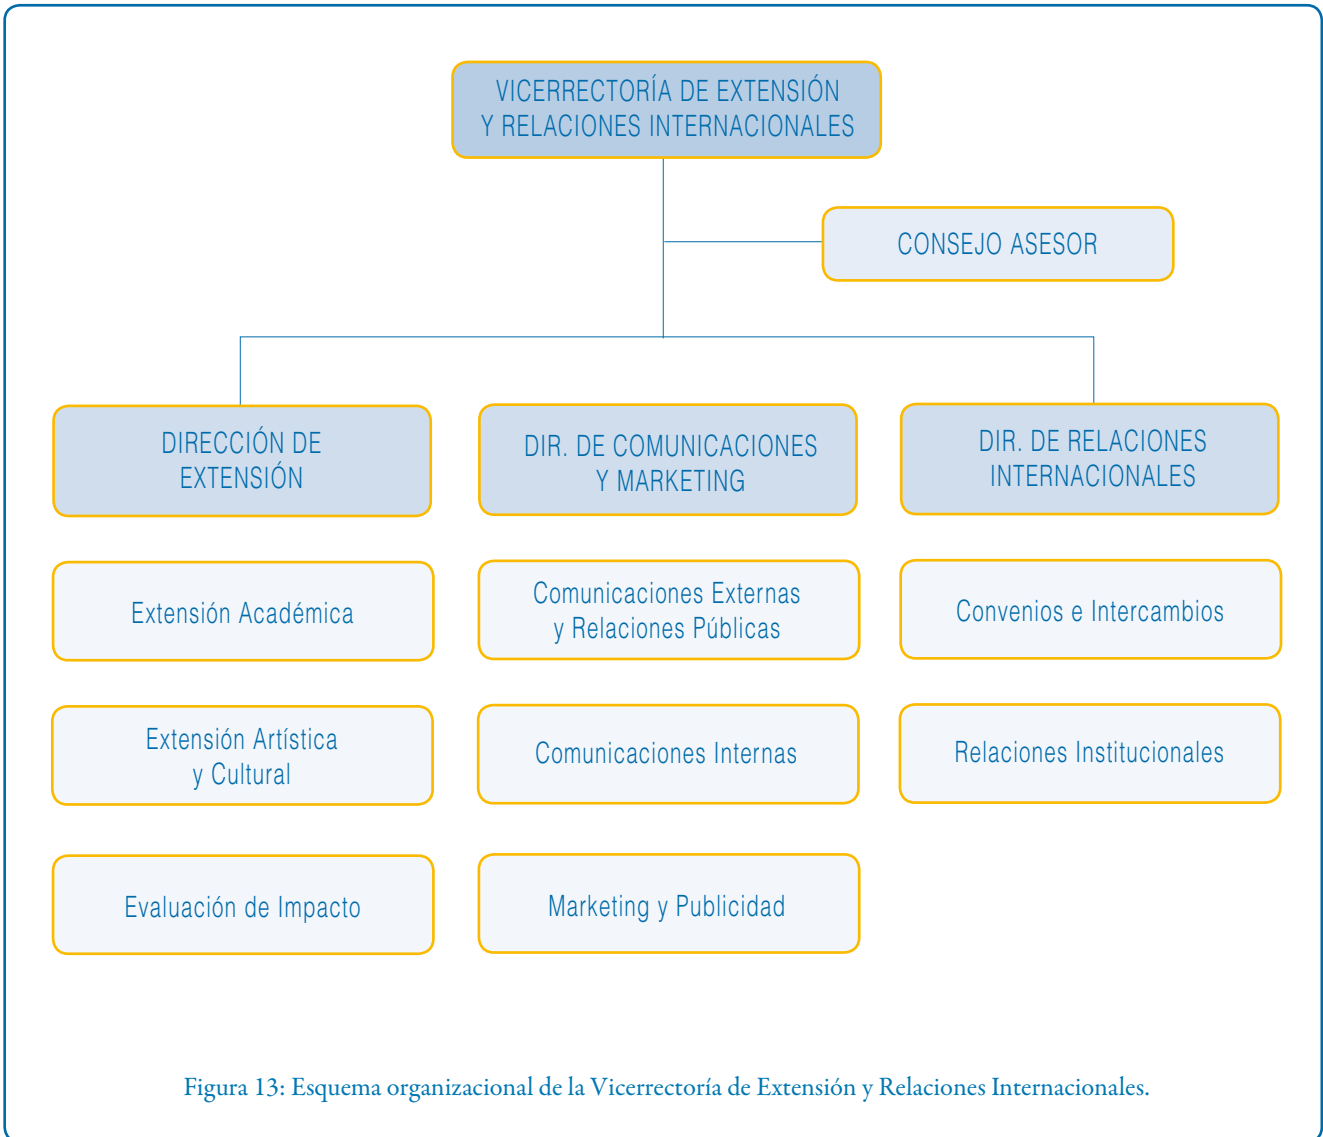 VICERRECTORÍA DE EXTENSIÓN
Y RELACIONES INTERNACIONALES
CONSEJO ASESOR
DIRECCIÓN DE
EXTENSIÓN
DIR. DE COMUNICACIONES
Y MARKETING
DIR. DE RELACIONES
INTERNACIONALES
Extensión Académica
Comunicaciones Externas
y Relaciones Públicas
Convenios e Intercambios
Extensión Artística
y Cultural
Comunicaciones Internas
Relaciones Institucionales
Evaluación de Impacto
Marketing y Publicidad
Figura 13: Esquema organizacional de la Vicerrectoría de Extensión y Relaciones Internacionales.